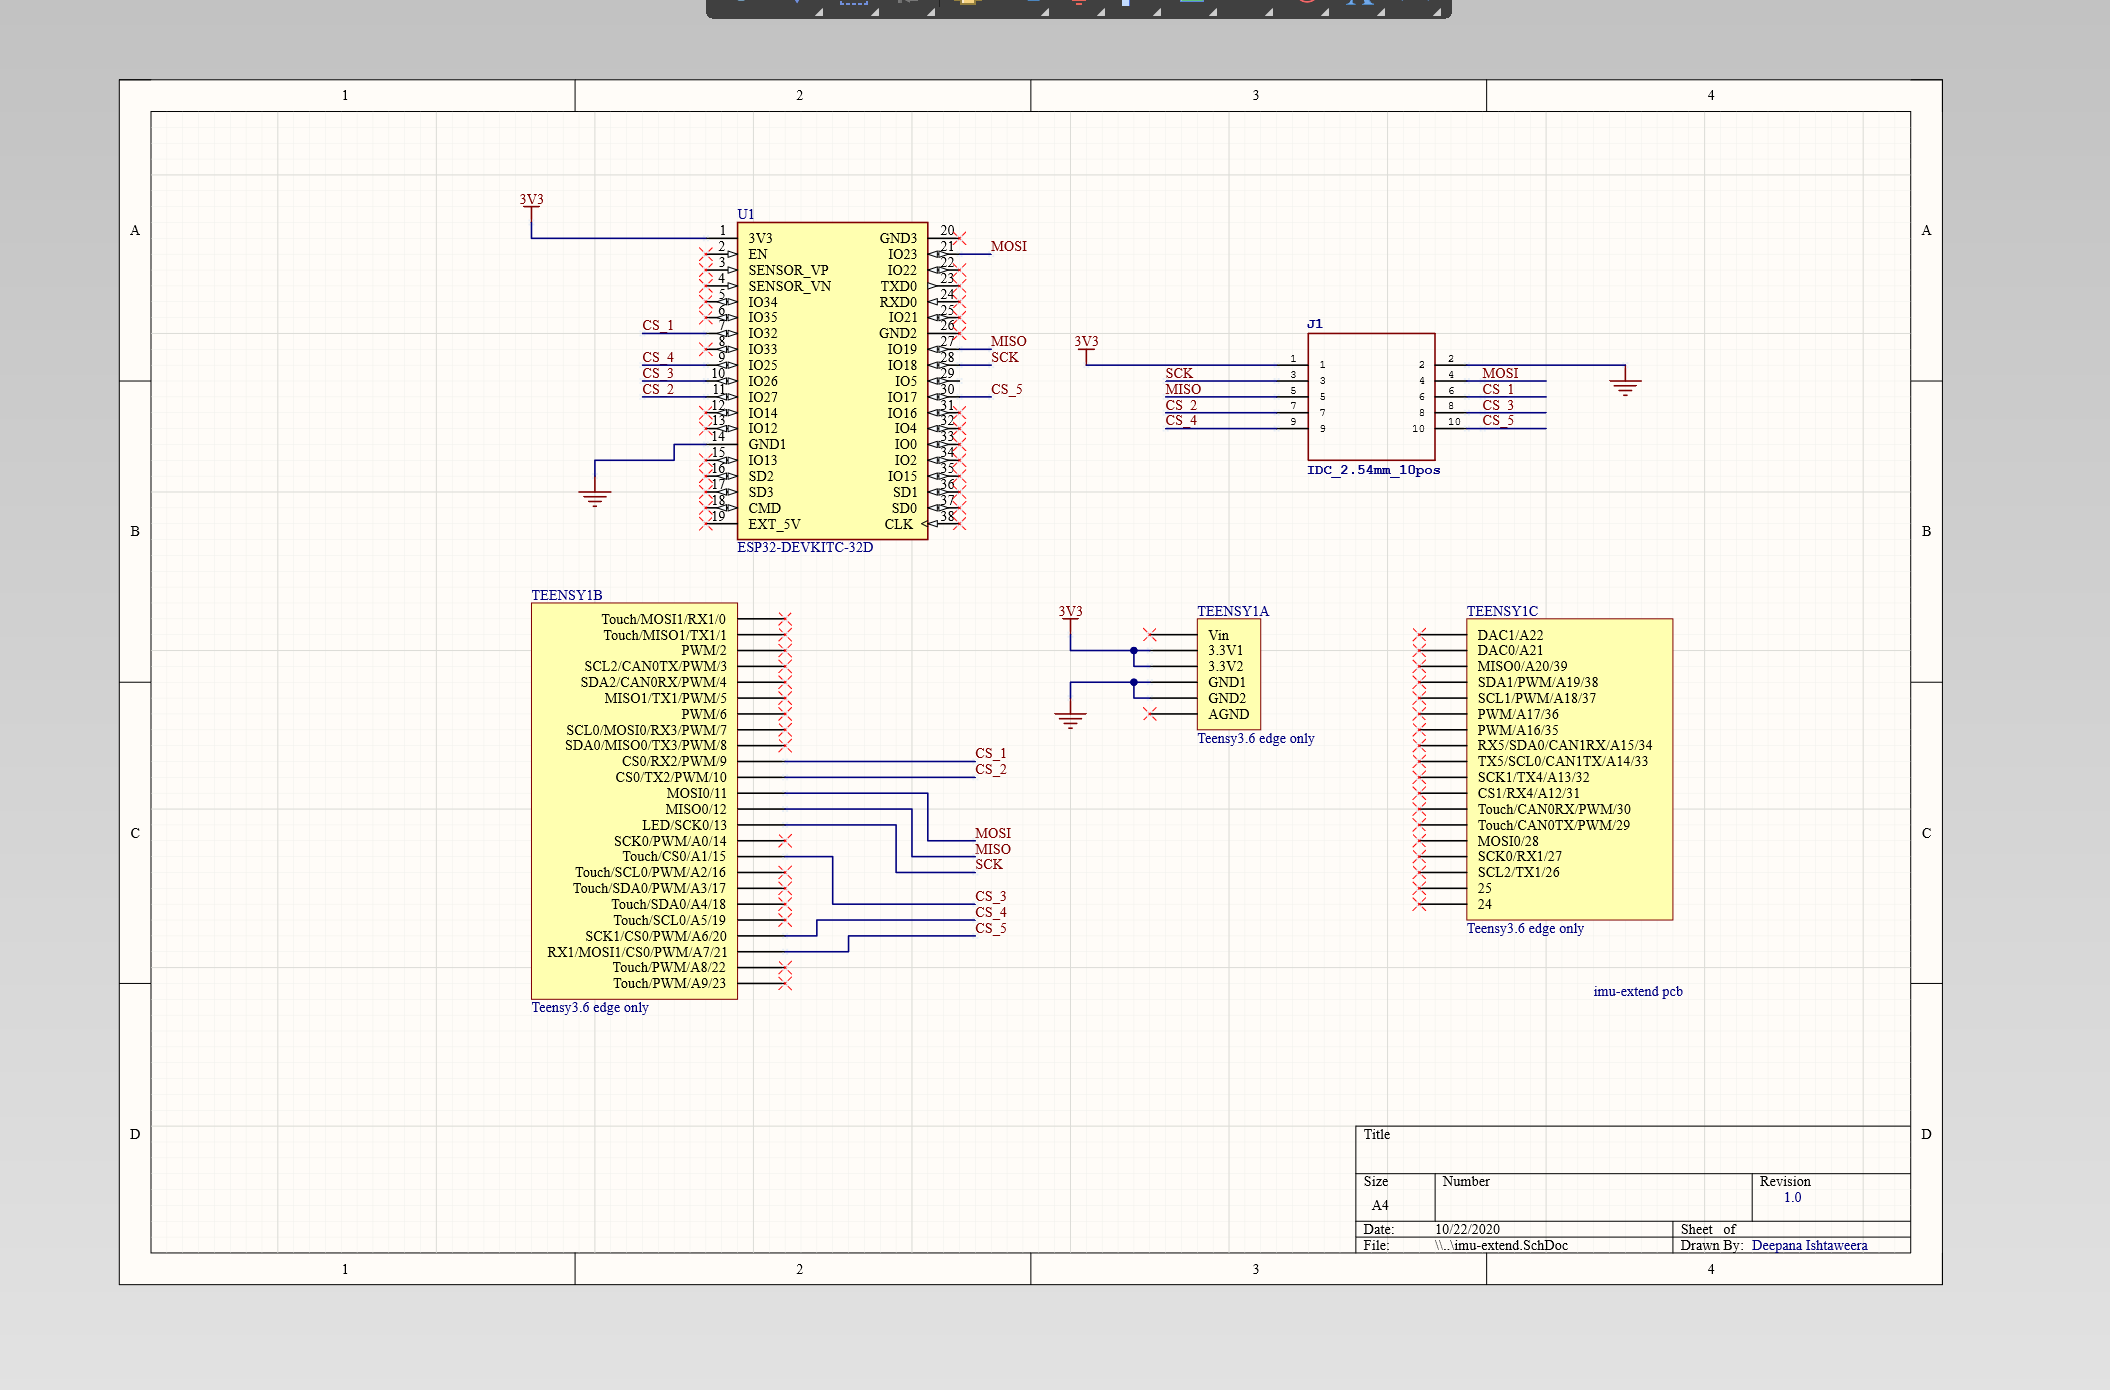 1 2 3 4
A A
B B
C C
D D
3V3
U1
1 3V3 GND3 20
2 EN IO23 21 MOSI
3 SENSOR_VP IO22 22
4 SENSOR_VN TXD0 23
5 IO34 RXD0 24
6 IO35 IO21 25
CS_1 7 IO32 GND2 26
8 IO33 IO19 27 MISO
CS_4 9 IO25 IO18 28 SCK
CS_3 10 IO26 IO5 29
CS_2 11 IO27 IO17 30 CS_5
12 IO14 IO16 31
13 IO12 IO4 32
14 GND1 IO0 33
15 IO13 IO2 34
16 SD2 IO15 35
17 SD3 SD1 36
18 CMD SD0 37
19 EXT_5V CLK 38
ESP32-DEVKITC-32D
J1
3V3
1 1 2 2
SCK 3 3 4 4 MOSI
MISO 5 5 6 6 CS_1
CS_2 7 7 8 8 CS_3
CS_4 9 9 10 10 CS_5
IDC_2.54mm_10pos
TEENSY1B
Touch/MOSI1/RX1/0
Touch/MISO1/TX1/1
PWM/2
SCL2/CAN0TX/PWM/3
SDA2/CAN0RX/PWM/4
MISO1/TX1/PWM/5
PWM/6
SCL0/MOSI0/RX3/PWM/7
SDA0/MISO0/TX3/PWM/8
CS0/RX2/PWM/9 CS_1
CS0/TX2/PWM/10 CS_2
MOSI0/11
MISO0/12
LED/SCK0/13
SCK0/PWM/A0/14
Touch/CS0/A1/15
Touch/SCL0/PWM/A2/16
Touch/SDA0/PWM/A3/17
Touch/SDA0/A4/18
Touch/SCL0/A5/19
SCK1/CS0/PWM/A6/20
RX1/MOSI1/CS0/PWM/A7/21
Touch/PWM/A8/22
Touch/PWM/A9/23
Teensy3.6 edge only
MOSI
MISO
SCK
CS_3
CS_4
CS_5
3V3
TEENSY1A
Vin
3.3V1
3.3V2
GND1
GND2
AGND
Teensy3.6 edge only
TEENSY1C
DAC1/A22
DAC0/A21
MISO0/A20/39
SDA1/PWM/A19/38
SCL1/PWM/A18/37
PWM/A17/36
PWM/A16/35
RX5/SDA0/CAN1RX/A15/34
TX5/SCL0/CAN1TX/A14/33
SCK1/TX4/A13/32
CS1/RX4/A12/31
Touch/CAN0RX/PWM/30
Touch/CAN0TX/PWM/29
MOSI0/28
SCK0/RX1/27
SCL2/TX1/26
25
24
Teensy3.6 edge only
imu-extend pcb
Title
Size Number Revision
A4 1.0
Date: 10/22/2020 Sheet of
File: \\..\imu-extend.SchDoc Drawn By: Deepana Ishtaweera
1 2 3 4